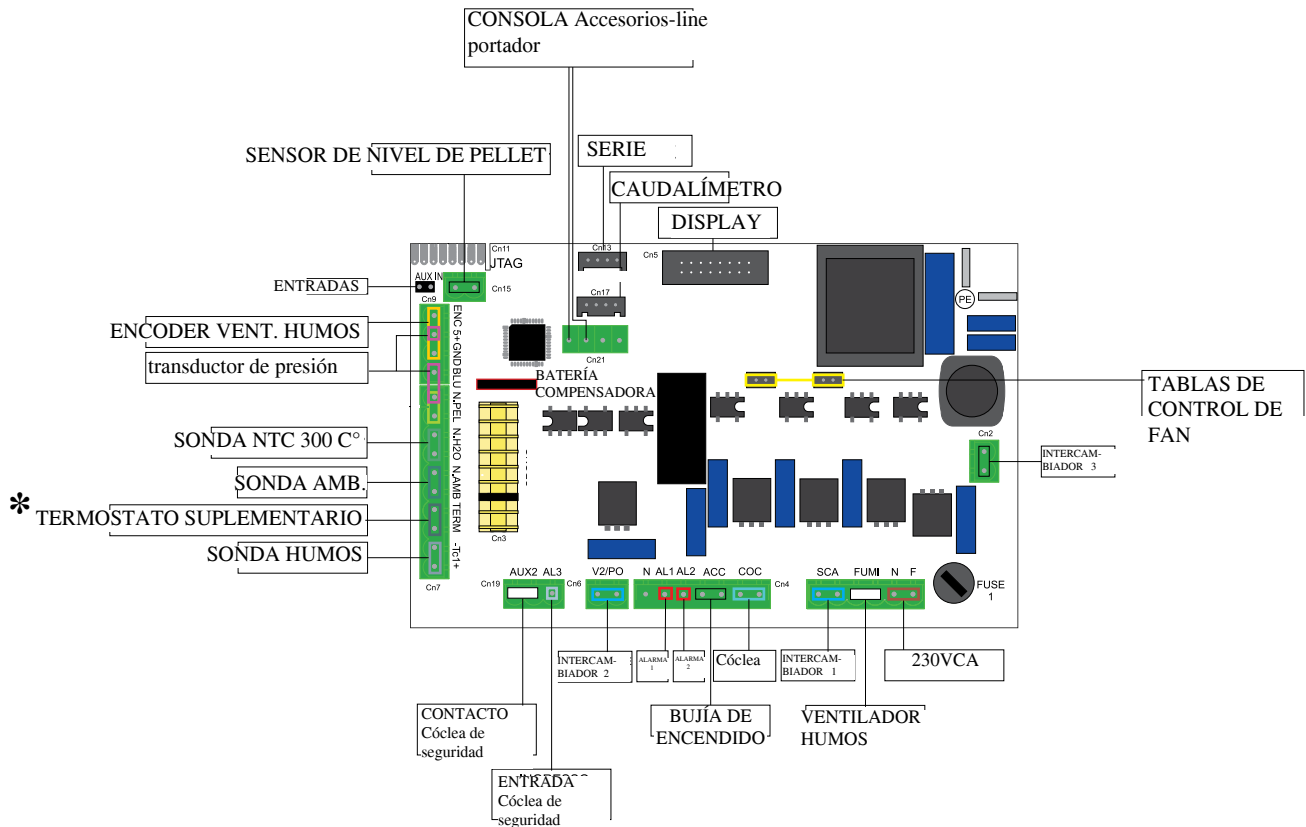 CONSOLA Accesorios-line
portador
SENSOR DE NIVEL DE PELLET
SERIE
CAUDALÍMETRO
DISPLAY
Cn11
JTAG
Cn13
Cn5
AUX IN
Cn15
ENTRADAS
Cn9
Cn17
PE
ENCODER VENT. HUMOS
transductor de presión
ENC 5+GND BLU N.PEL N.H2O N.AMB TERM -Tc1+
Cn21
BATERÍA
COMPENSADORA
TABLAS DE
CONTROL DE
FAN
Cn2
INTERCAM-
BIADOR 3
SONDA NTC 300 C°
SONDA AMB.
* TERMOSTATO SUPLEMENTARIO
SONDA HUMOS
Cn3
Cn7
Cn19
AUX2
AL3
Cn6
V2/PO
N
AL1
AL2
ACC
COC
Cn4
SCA
FUMI
N
F
FUSE
1
INTERCAM-
BIADOR 2
ALARMA
1
ALARMA
2
Cóclea
INTERCAM-
BIADOR 1
230VCA
CONTACTO
Cóclea de
seguridad
BUJÍA DE
ENCENDIDO
VENTILADOR
HUMOS
ENTRADA
Cóclea de
seguridad